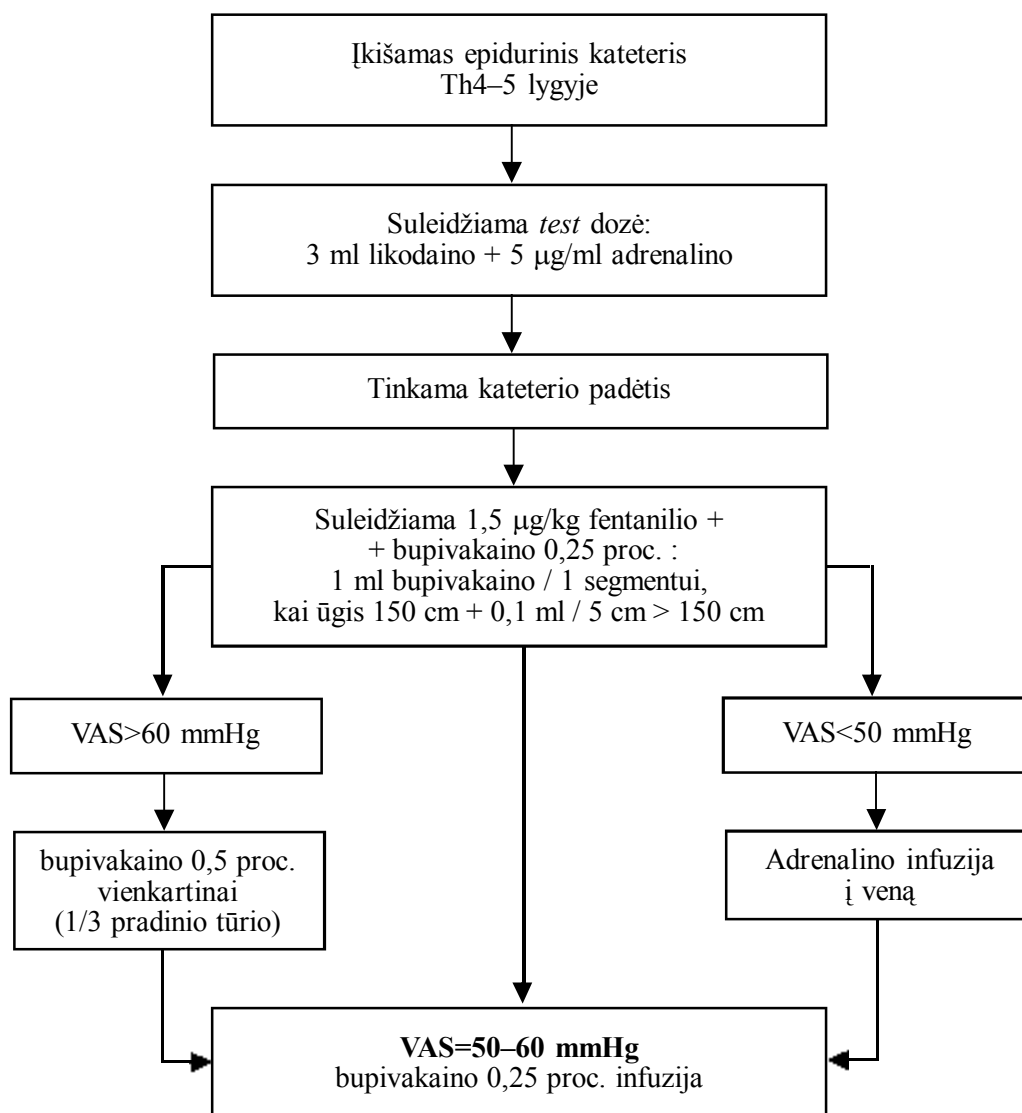 Įkišamas epidurinis kateteris
Th4–5 lygyje
Suleidžiama test dozė:
3 ml likodaino + 5 μg/ml adrenalino
Tinkama kateterio padėtis
Suleidžiama 1,5 μg/kg fentanilio +
+ bupivakaino 0,25 proc. :
1 ml bupivakaino / 1 segmentui,
kai ūgis 150 cm + 0,1 ml / 5 cm > 150 cm
VAS>60 mmHg
VAS<50 mmHg
bupivakaino 0,5 proc.
vienkartinai
(1/3 pradinio tūrio)
Adrenalino infuzija
į veną
VAS=50–60 mmHg
bupivakaino 0,25 proc. infuzija